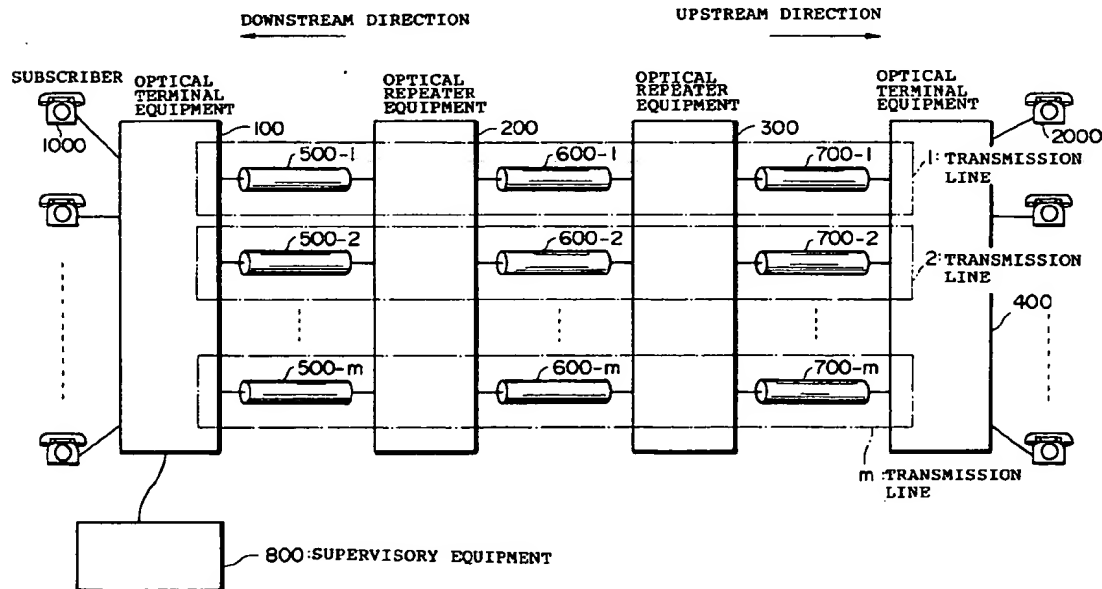 DOWNSTREAM DIRECTION
UPSTREAM DIRECTION
SUBSCRIBER
OPTICAL
TERMINAL
EQUIPMENT
OPTICAL
REPEATER
EQUIPMENT
OPTICAL
REPEATER
EQUIPMENT
OPTICAL
TERMINAL
EQUIPMENT
1000
100
200
300
2000
500-1
600-1
700-1
1:TRANSMISSION
LINE
500-2
600-2
700-2
2:TRANSMISSION
LINE
400
500-m
600-m
700-m
m:TRANSMISSION
LINE
800:SUPERVISORY EQUIPMENT